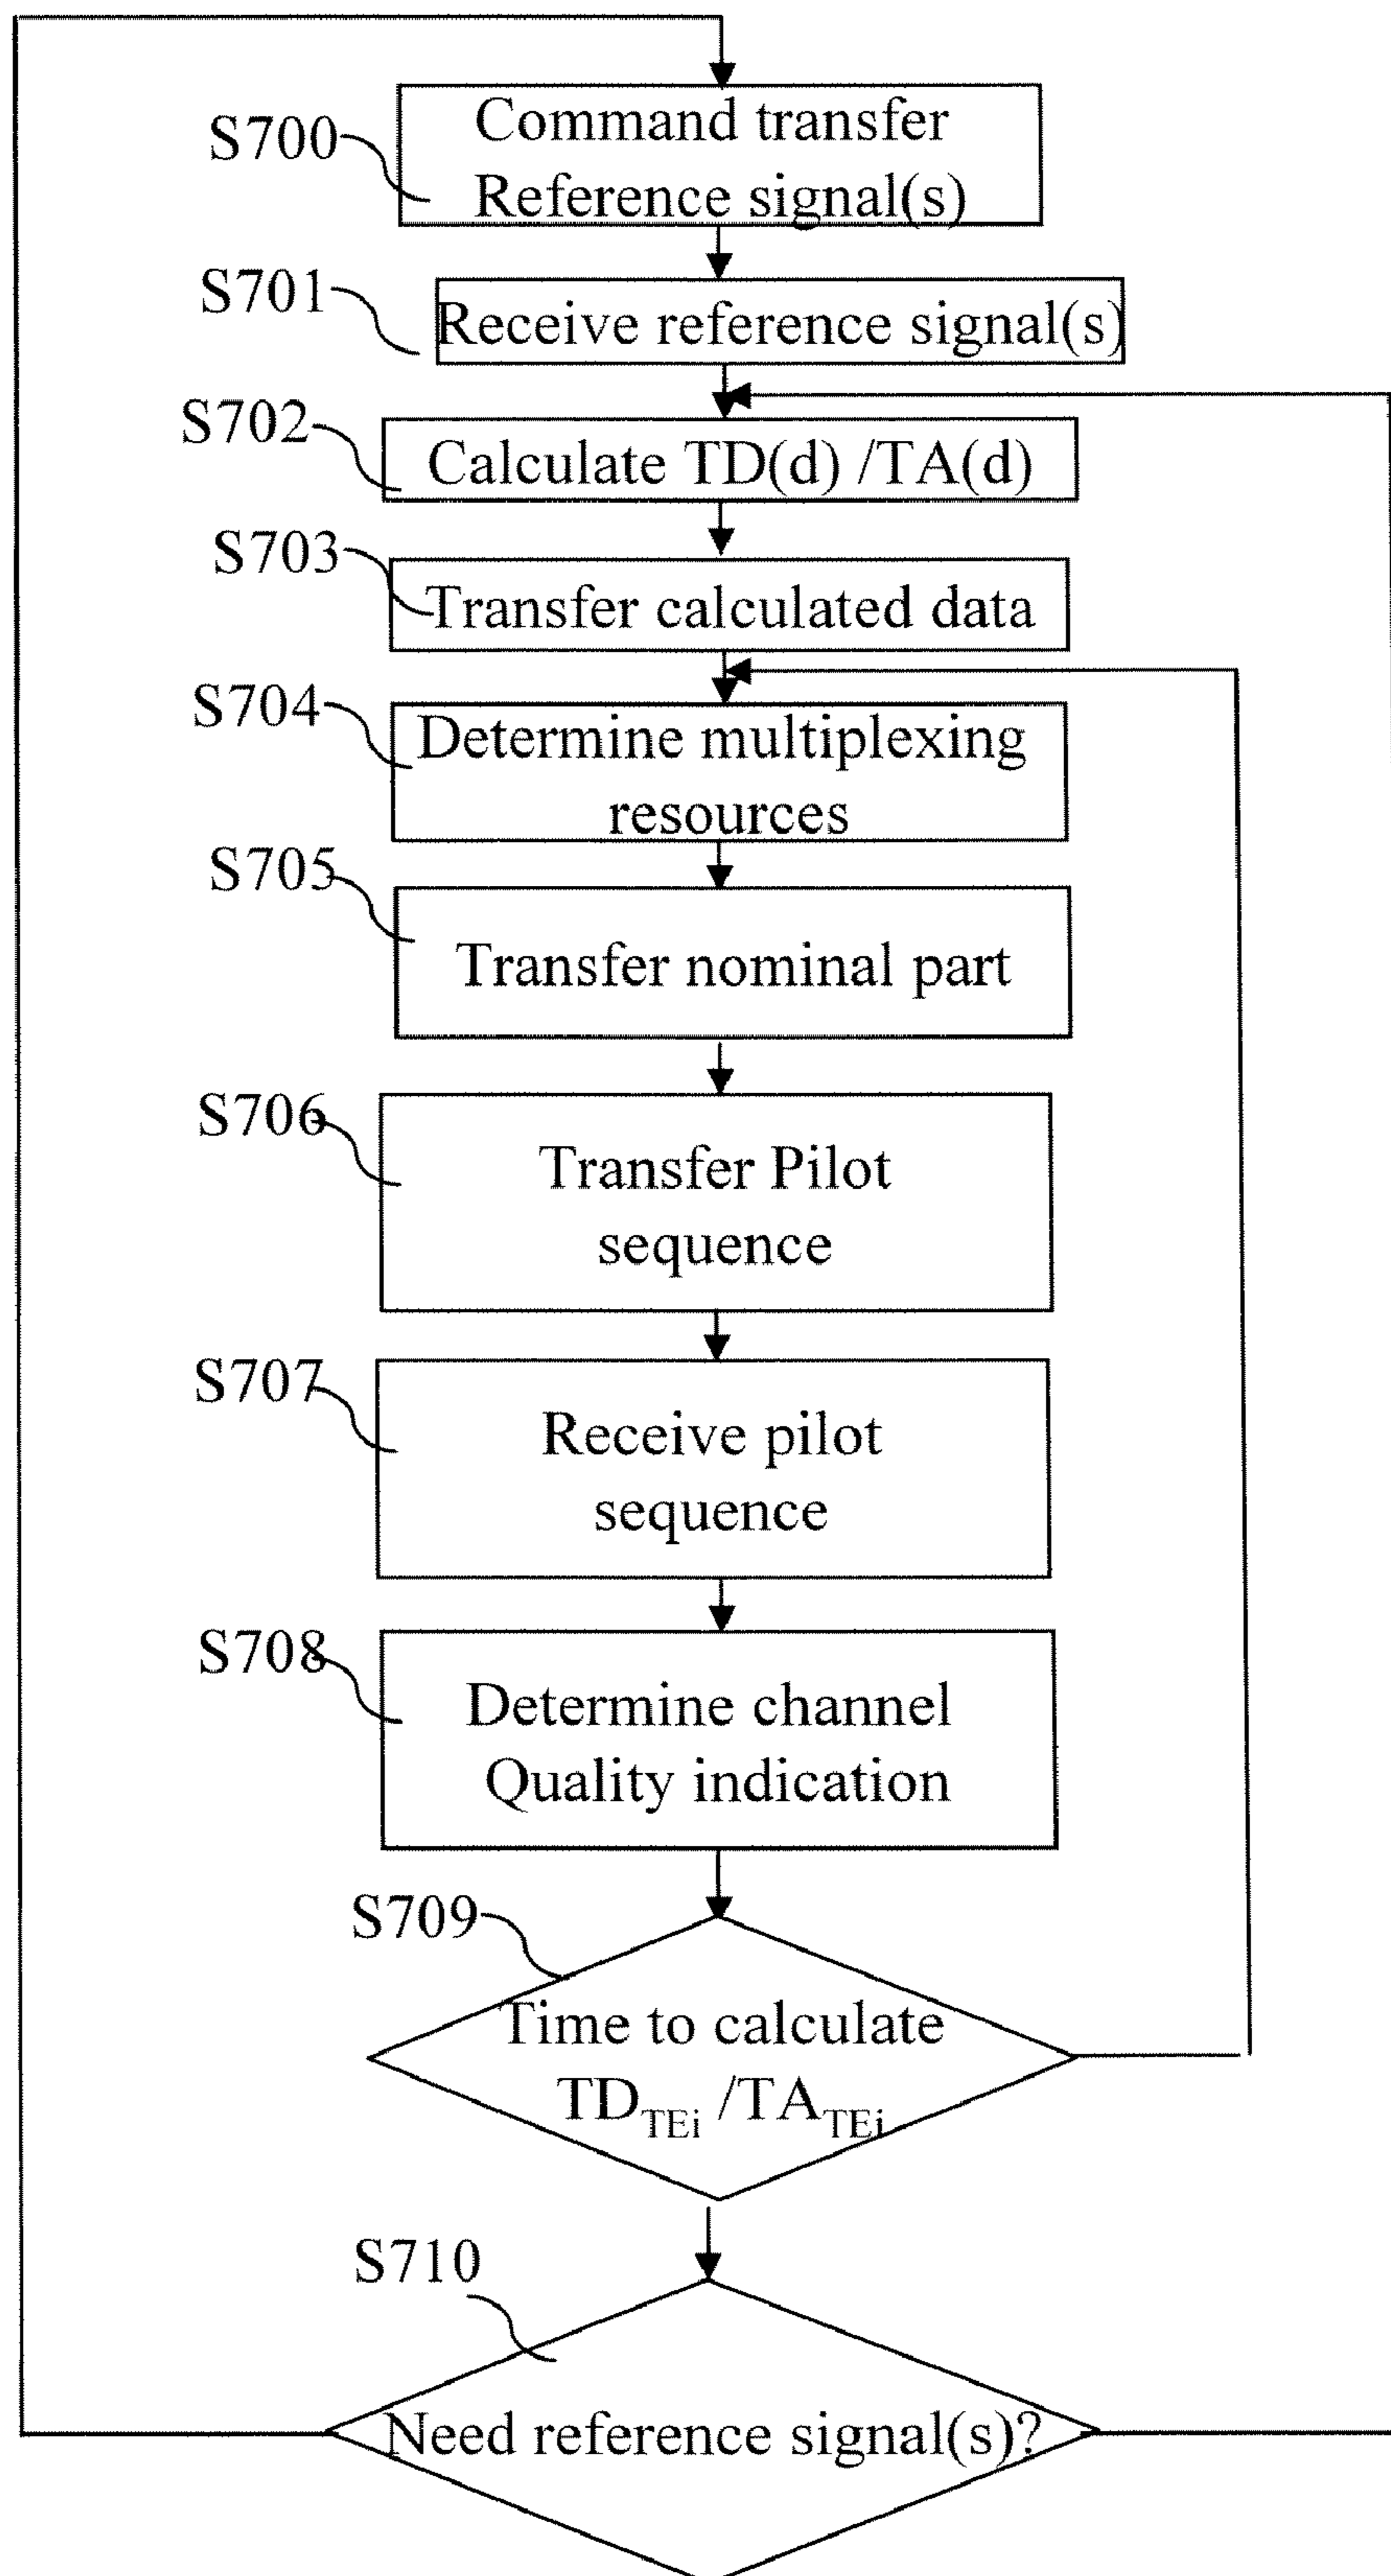 S700
Command transfer
Reference signal(s)
S701
Receive reference signal(s)
S702
Calculate TD(d) /TA(d)
S703
Transfer calculated data
S704
Determine multiplexing
resources
S705
Transfer nominal part
S706
Transfer Pilot
sequence
S707
Receive pilot
sequence
S708
Determine channel
Quality indication
S709
Time to calculate
TD_TEi /TA_TEi
S710
Need reference signal(s)?